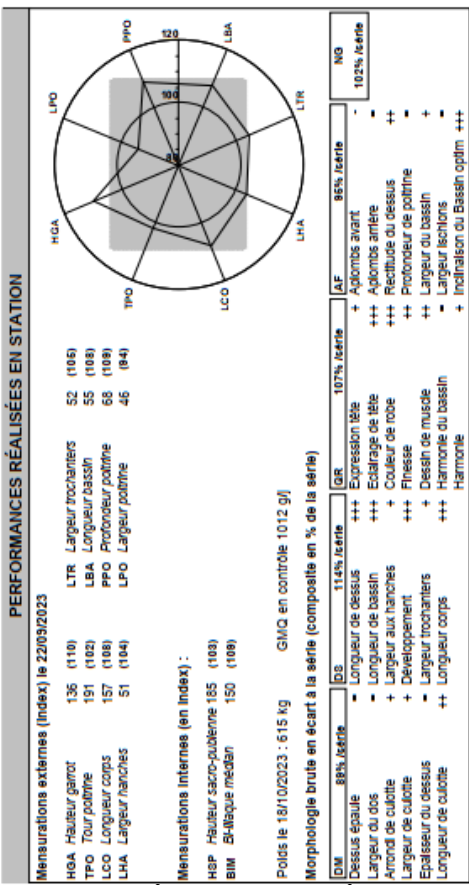 PERFORMANCES RÉALISÉES EN STATION
Mensurations externes (Index) le 22/09/2023
HGA Hauteur garrot 136 (110) LTR Largeur trochanters 52 (106)
TPO Tour poitrine 191 (102) LBA Longueur bassin 55 (108)
LCO Longueur corps 157 (108) PPO Profondeur poitrine 68 (109)
LHA Largeur hanches 51 (104) LPO Largeur poitrine 46 (94)
Mensurations Internes (en Index) :
HSP Hauteur sacro-pubienne 185 (103)
BIM Bi-iliaque médian 150 (109)
Poids le 18/10/2023 : 615 kg GMQ en contrôle 1012 g/j
HGA
LPO
PPO
LBA
LTR
LHA
LCO
TPO
80
100
120
Morphologie brute en écart à la série (composite en % de la série)
DM 89% /série DS 114% /série QR 107% /série AF 96% /série NG
102% /série
Dessus épaule = Longueur de dessus +++ Expression tête + Aplombs avant -
Largeur du dos = Longueur de bassin +++ Eclairage de tête +++ Aplombs arrière =
Arrondi de culotte + Largeur aux hanches + Couleur de robe +++ Rectitude du dessus ++
Largeur de culotte + Développement +++ Finesse ++ Profondeur de poitrine =
Epaisseur du dessus = Largeur trochanters + Dessin de muscle ++ Largeur du bassin +
Longueur de culotte ++ Longueur corps +++ Harmonie du bassin = Largeur Ischions =
Harmonie + Inclinaison du Bassin optim +++